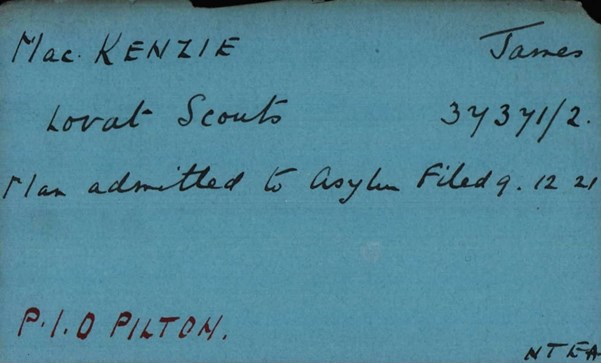 Mac. KENZIE James
Lovat Scouts 37371/2.
Man admitted to Asylum Filed 9. 12 21
P.I.O PILTON.
NTEA